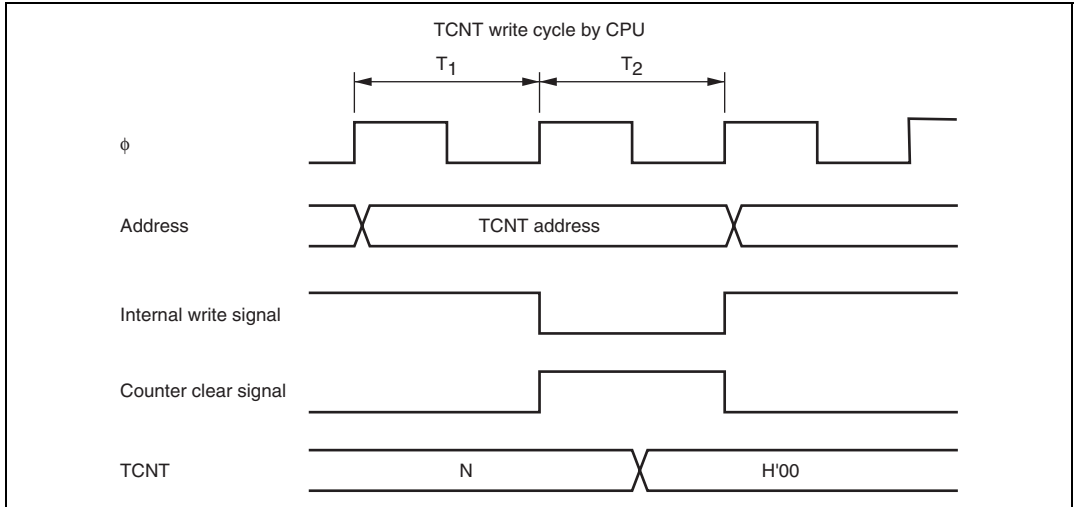 TCNT write cycle by CPU
T1 T2
ϕ
Address TCNT address
Internal write signal
Counter clear signal
TCNT N H'00